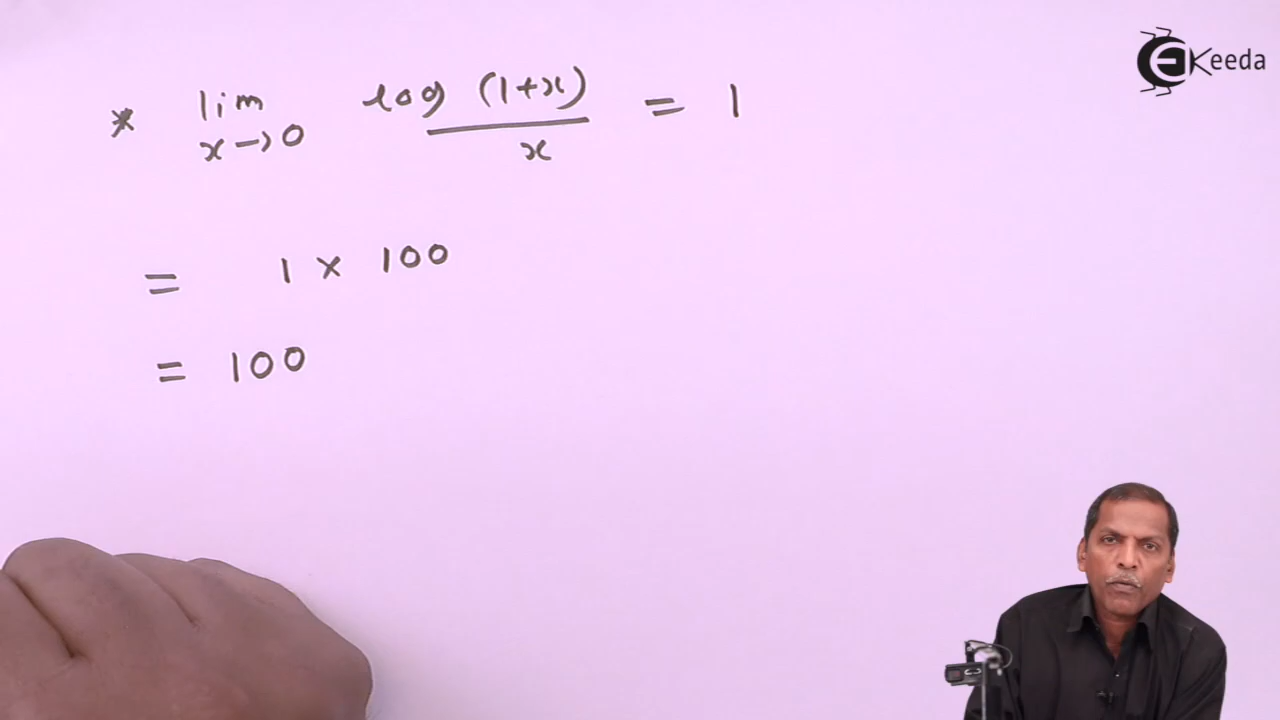 Keeda
* lim x→0 log (1+x) / x = 1
= 1 × 100
= 100